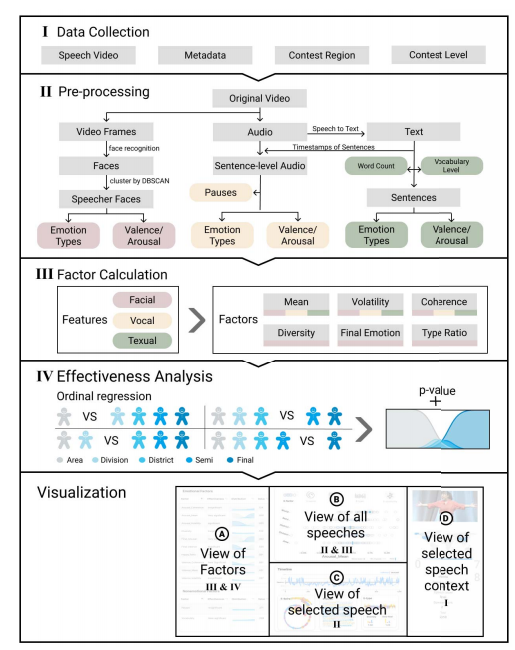 I Data Collection
Speech Video
Metadata
Contest Region
Contest Level
II Pre-processing
Original Video
Video Frames
Audio
Speech to Text
Text
face recognition
Timestamps of Sentences
Faces
Sentence-level Audio
Word Count
Vocabulary
Level
cluster by DBSCAN
Pauses
Speecher Faces
Sentences
Emotion
Types
Valence/
Arousal
Emotion
Types
Valence/
Arousal
Emotion
Types
Valence/
Arousal
III Factor Calculation
Features
Facial
Vocal
Texual
Factors
Mean
Volatility
Coherence
Diversity
Final Emotion
Type Ratio
IV Effectiveness Analysis
Ordinal regression
p-value
VS
VS
VS
VS
Area
Division
District
Semi
Final
Visualization
A
View of
Factors
III & IV
B
View of all
speeches
II & III
C
View of
selected speech
II
D
View of
selected
speech
context
I